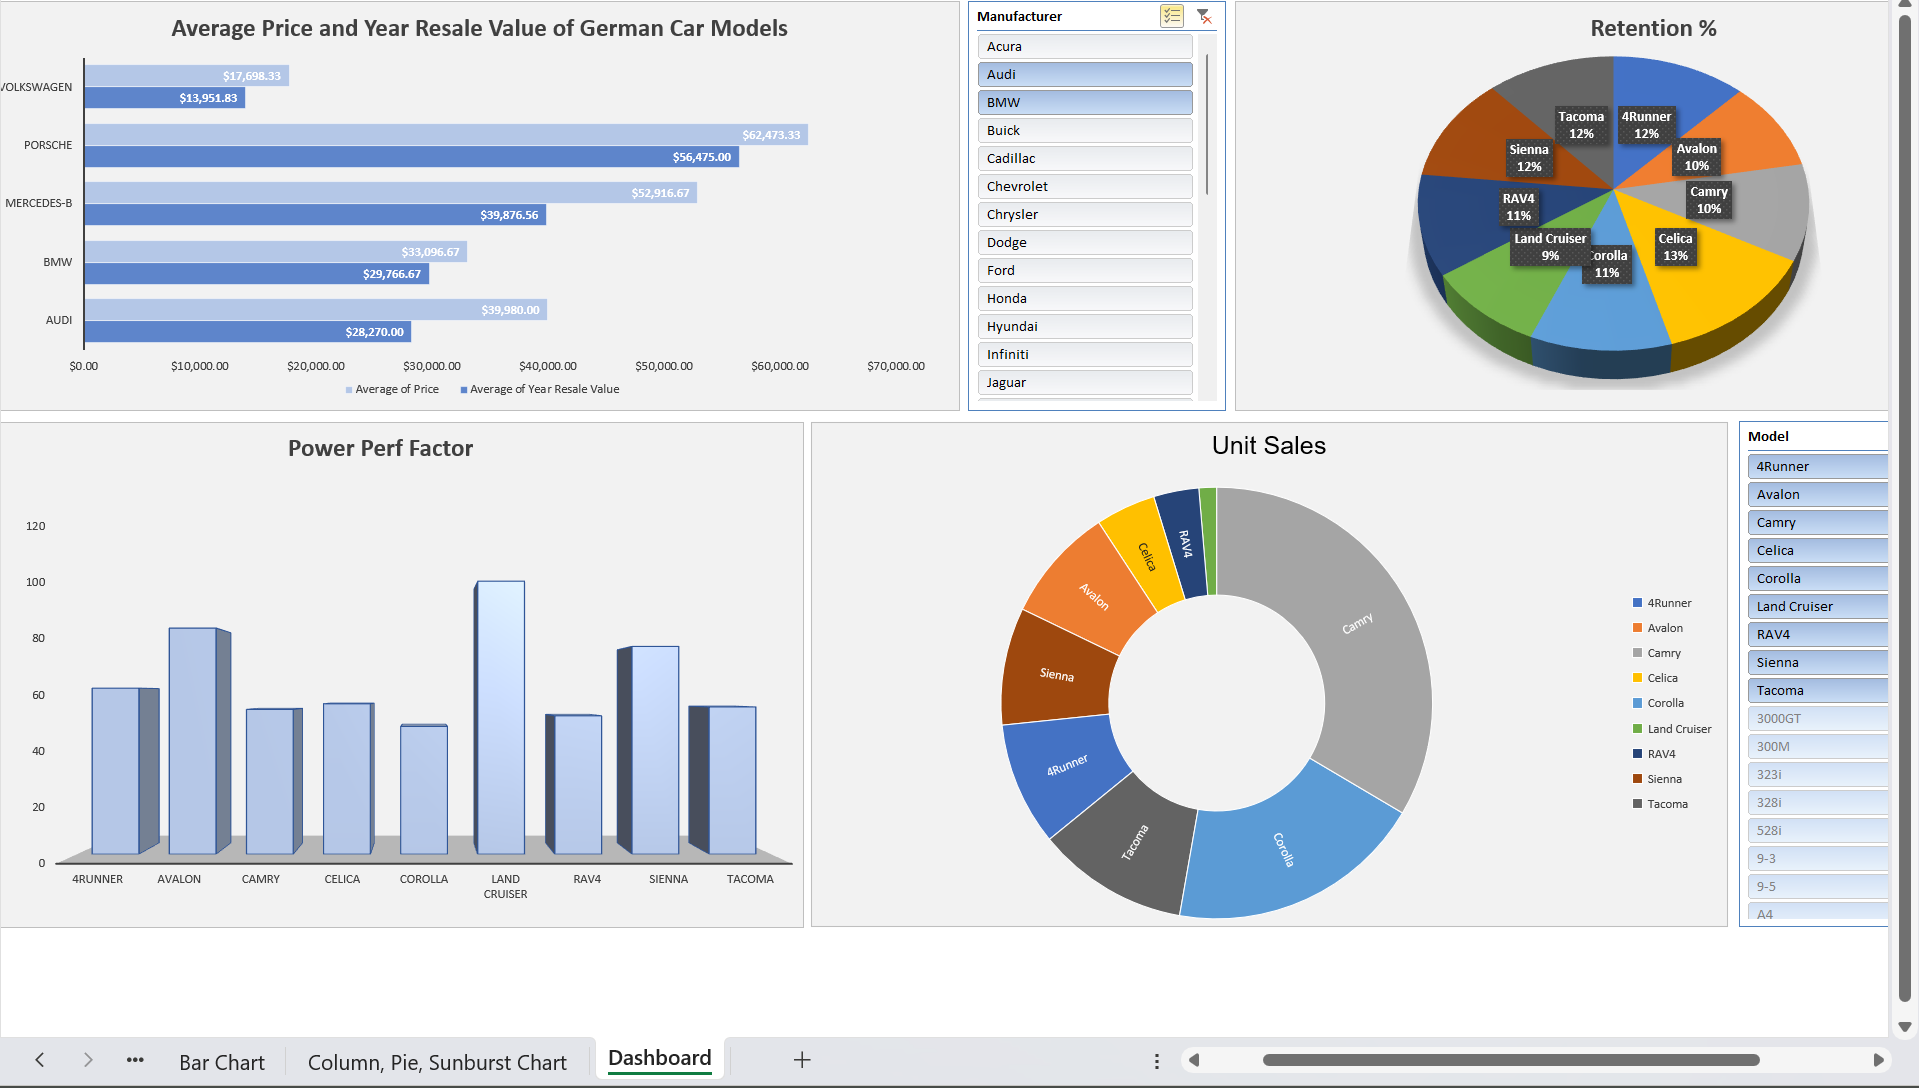 Average Price and Year Resale Value of German Car Models
VOLKSWAGEN
$17,698.33
$13,951.83
PORSCHE
$62,473.33
$56,475.00
MERCEDES-B
$52,916.67
$39,876.56
BMW
$33,096.67
$29,766.67
AUDI
$39,980.00
$28,270.00
$0.00 $10,000.00 $20,000.00 $30,000.00 $40,000.00 $50,000.00 $60,000.00 $70,000.00
Average of Price Average of Year Resale Value
Manufacturer
Acura
Audi
BMW
Buick
Cadillac
Chevrolet
Chrysler
Dodge
Ford
Honda
Hyundai
Infiniti
Jaguar
Retention %
Tacoma
12%
4Runner
12%
Sienna
12%
Avalon
10%
RAV4
11%
Camry
10%
Land Cruiser
9%
Corolla
11%
Celica
13%
Power Perf Factor
120
100
80
60
40
20
0
4RUNNER AVALON CAMRY CELICA COROLLA LAND CRUISER RAV4 SIENNA TACOMA
Unit Sales
Camry
Corolla
Tacoma
4Runner
Sienna
Avalon
Celica
RAV4
4Runner
Avalon
Camry
Celica
Corolla
Land Cruiser
RAV4
Sienna
Tacoma
Model
4Runner
Avalon
Camry
Celica
Corolla
Land Cruiser
RAV4
Sienna
Tacoma
3000GT
300M
323i
328i
528i
9-3
9-5
A4
Bar Chart Column, Pie, Sunburst Chart Dashboard